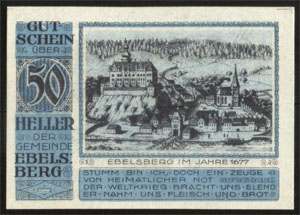 GUT
SCHEIN
ÜBER
50
HELLER
DER
GEMEINDE
EBELS
BERG
EBELSBERG IM JAHRE 1677
STUMM BIN ICH, DOCH EIN ZEUGE
VON HEIMATLICHER NOT
DER WELTKRIEG BRACHT UNS ELEND
ER NAHM UNS FLEISCH UND BROT